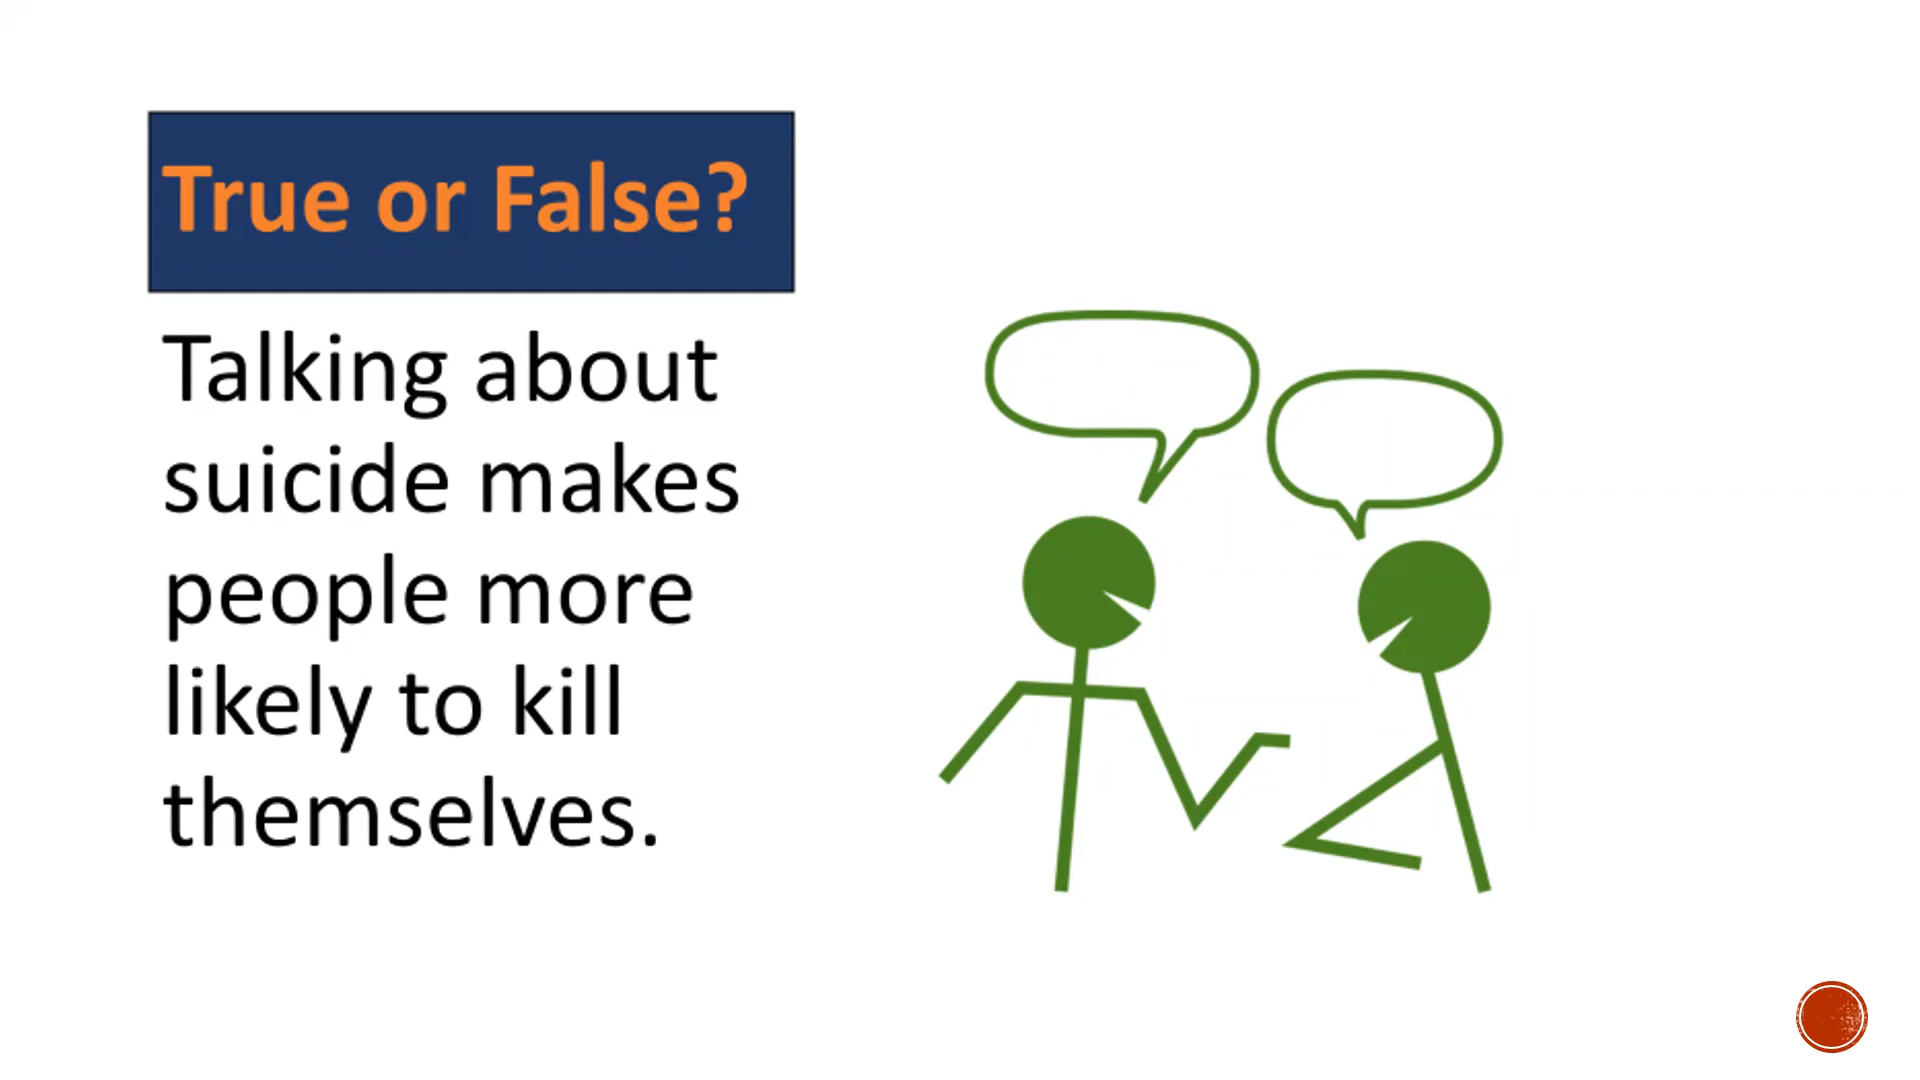 True or False?
Talking about
suicide makes
people more
likely to kill
themselves.